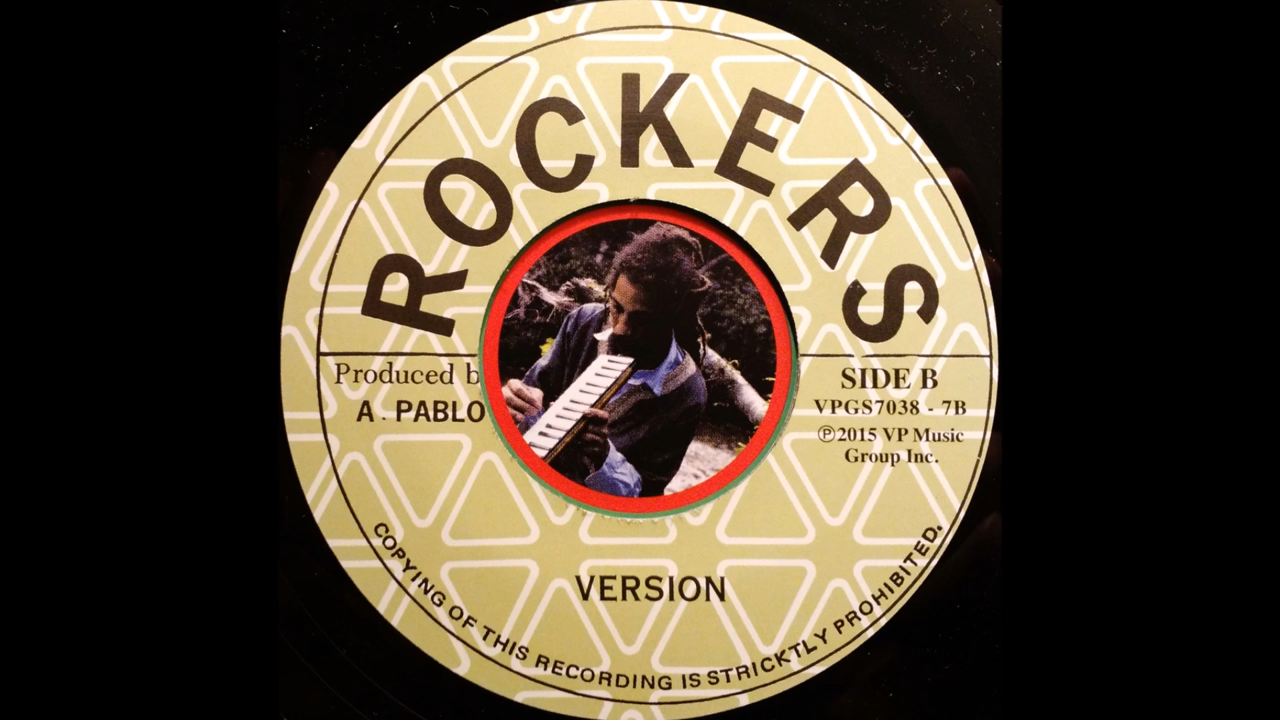 ROCKERS
Produced b
A. PABLO
SIDE B
VPGS7038 - 7B
℗2015 VP Music
Group Inc.
VERSION
COPYING OF THIS RECORDING IS STRICKTLY PROHIBITED.